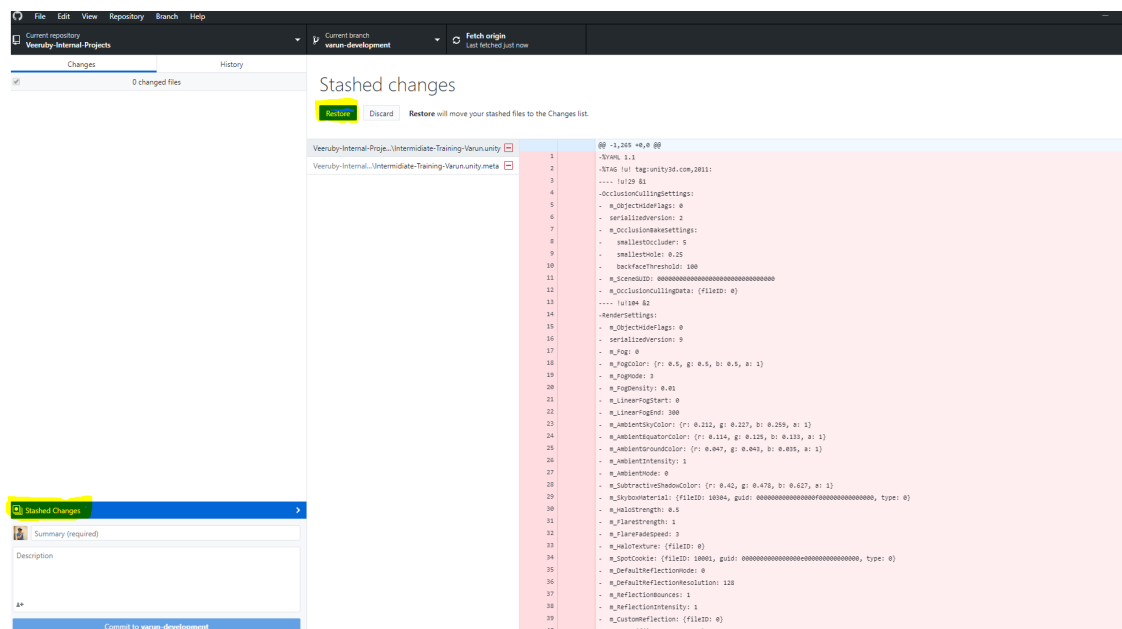 File Edit View Repository Branch Help
Current repository
Veeruby-Internal-Projects
Current branch
varun-development
Fetch origin
Last fetched just now
Changes History
0 changed files
Stashed changes
Restore Discard Restore will move your stashed files to the Changes list.
Veeruby-Internal-Proje...\Intermidiate-Training-Varun.unity
Veeruby-Internal...\Intermidiate-Training-Varun.unity.meta
@@ -1,265 +0,0 @@
1 -%YAML 1.1
2 -%TAG !u! tag:unity3d.com,2011:
3 ---- !u!29 &1
4 -OcclusionCullingSettings:
5 - m_ObjectHideFlags: 0
6 - serializedVersion: 2
7 - m_OcclusionBakeSettings:
8 - smallestOccluder: 5
9 - smallestHole: 0.25
10 - backfaceThreshold: 100
11 - m_SceneGUID: 00000000000000000000000000000000
12 - m_OcclusionCullingData: {fileID: 0}
13 ---- !u!104 &2
14 -RenderSettings:
15 - m_ObjectHideFlags: 0
16 - serializedVersion: 9
17 - m_Fog: 0
18 - m_FogColor: {r: 0.5, g: 0.5, b: 0.5, a: 1}
19 - m_FogMode: 3
20 - m_FogDensity: 0.01
21 - m_LinearFogStart: 0
22 - m_LinearFogEnd: 300
23 - m_AmbientSkyColor: {r: 0.212, g: 0.227, b: 0.259, a: 1}
24 - m_AmbientEquatorColor: {r: 0.114, g: 0.125, b: 0.133, a: 1}
25 - m_AmbientGroundColor: {r: 0.047, g: 0.043, b: 0.035, a: 1}
26 - m_AmbientIntensity: 1
27 - m_AmbientMode: 0
28 - m_SubtractiveShadowColor: {r: 0.42, g: 0.478, b: 0.627, a: 1}
29 - m_SkyboxMaterial: {fileID: 10304, guid: 0000000000000000f000000000000000, type: 0}
30 - m_HaloStrength: 0.5
31 - m_FlareStrength: 1
32 - m_FlareFadeSpeed: 3
33 - m_HaloTexture: {fileID: 0}
34 - m_SpotCookie: {fileID: 10001, guid: 0000000000000000e000000000000000, type: 0}
35 - m_DefaultReflectionMode: 0
36 - m_DefaultReflectionResolution: 128
37 - m_ReflectionBounces: 1
38 - m_ReflectionIntensity: 1
39 - m_CustomReflection: {fileID: 0}
Stashed Changes
Summary (required)
Description
Commit to varun-development